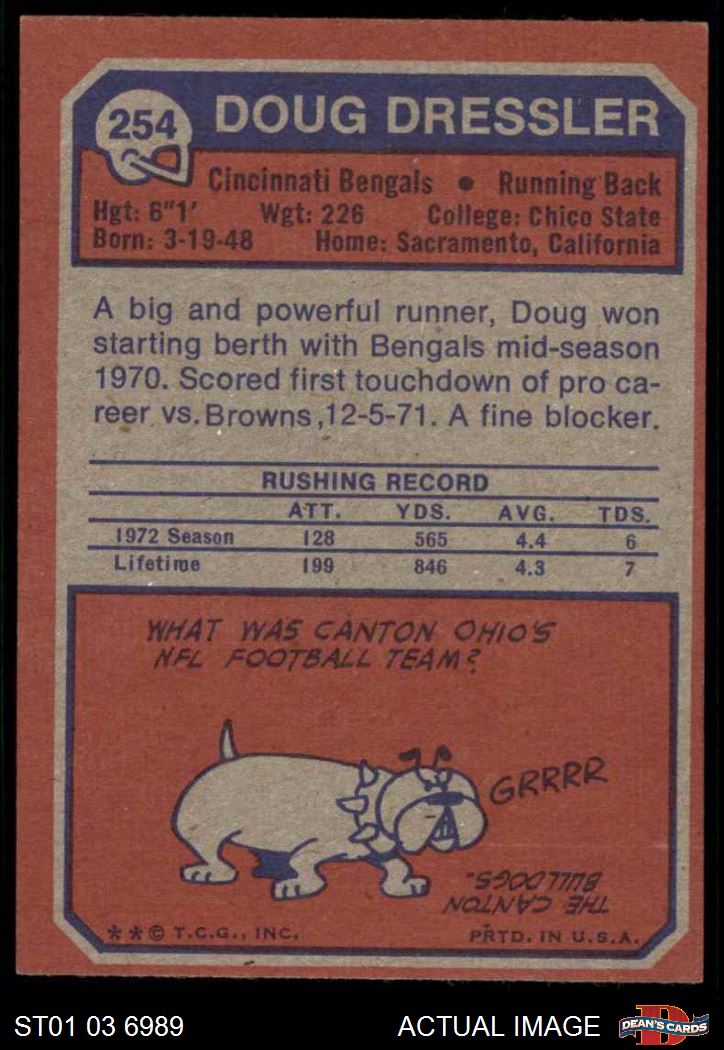 254
DOUG DRESSLER
Cincinnati Bengals • Running Back
Hgt: 6"1' Wgt: 226 College: Chico State
Born: 3-19-48 Home: Sacramento, California
A big and powerful runner, Doug won
starting berth with Bengals mid-season
1970. Scored first touchdown of pro ca-
reer vs. Browns, 12-5-71. A fine blocker.
RUSHING RECORD
ATT. YDS. AVG. TDS.
1972 Season 128 565 4.4 6
Lifetime 199 846 4.3 7
WHAT WAS CANTON OHIO'S
NFL FOOTBALL TEAM?
GRRRR
THE CANTON
BULLDOGS.
**© T.C.G., INC. PRTD. IN U.S.A.
ST01 03 6989 ACTUAL IMAGE D DEAN'S CARDS